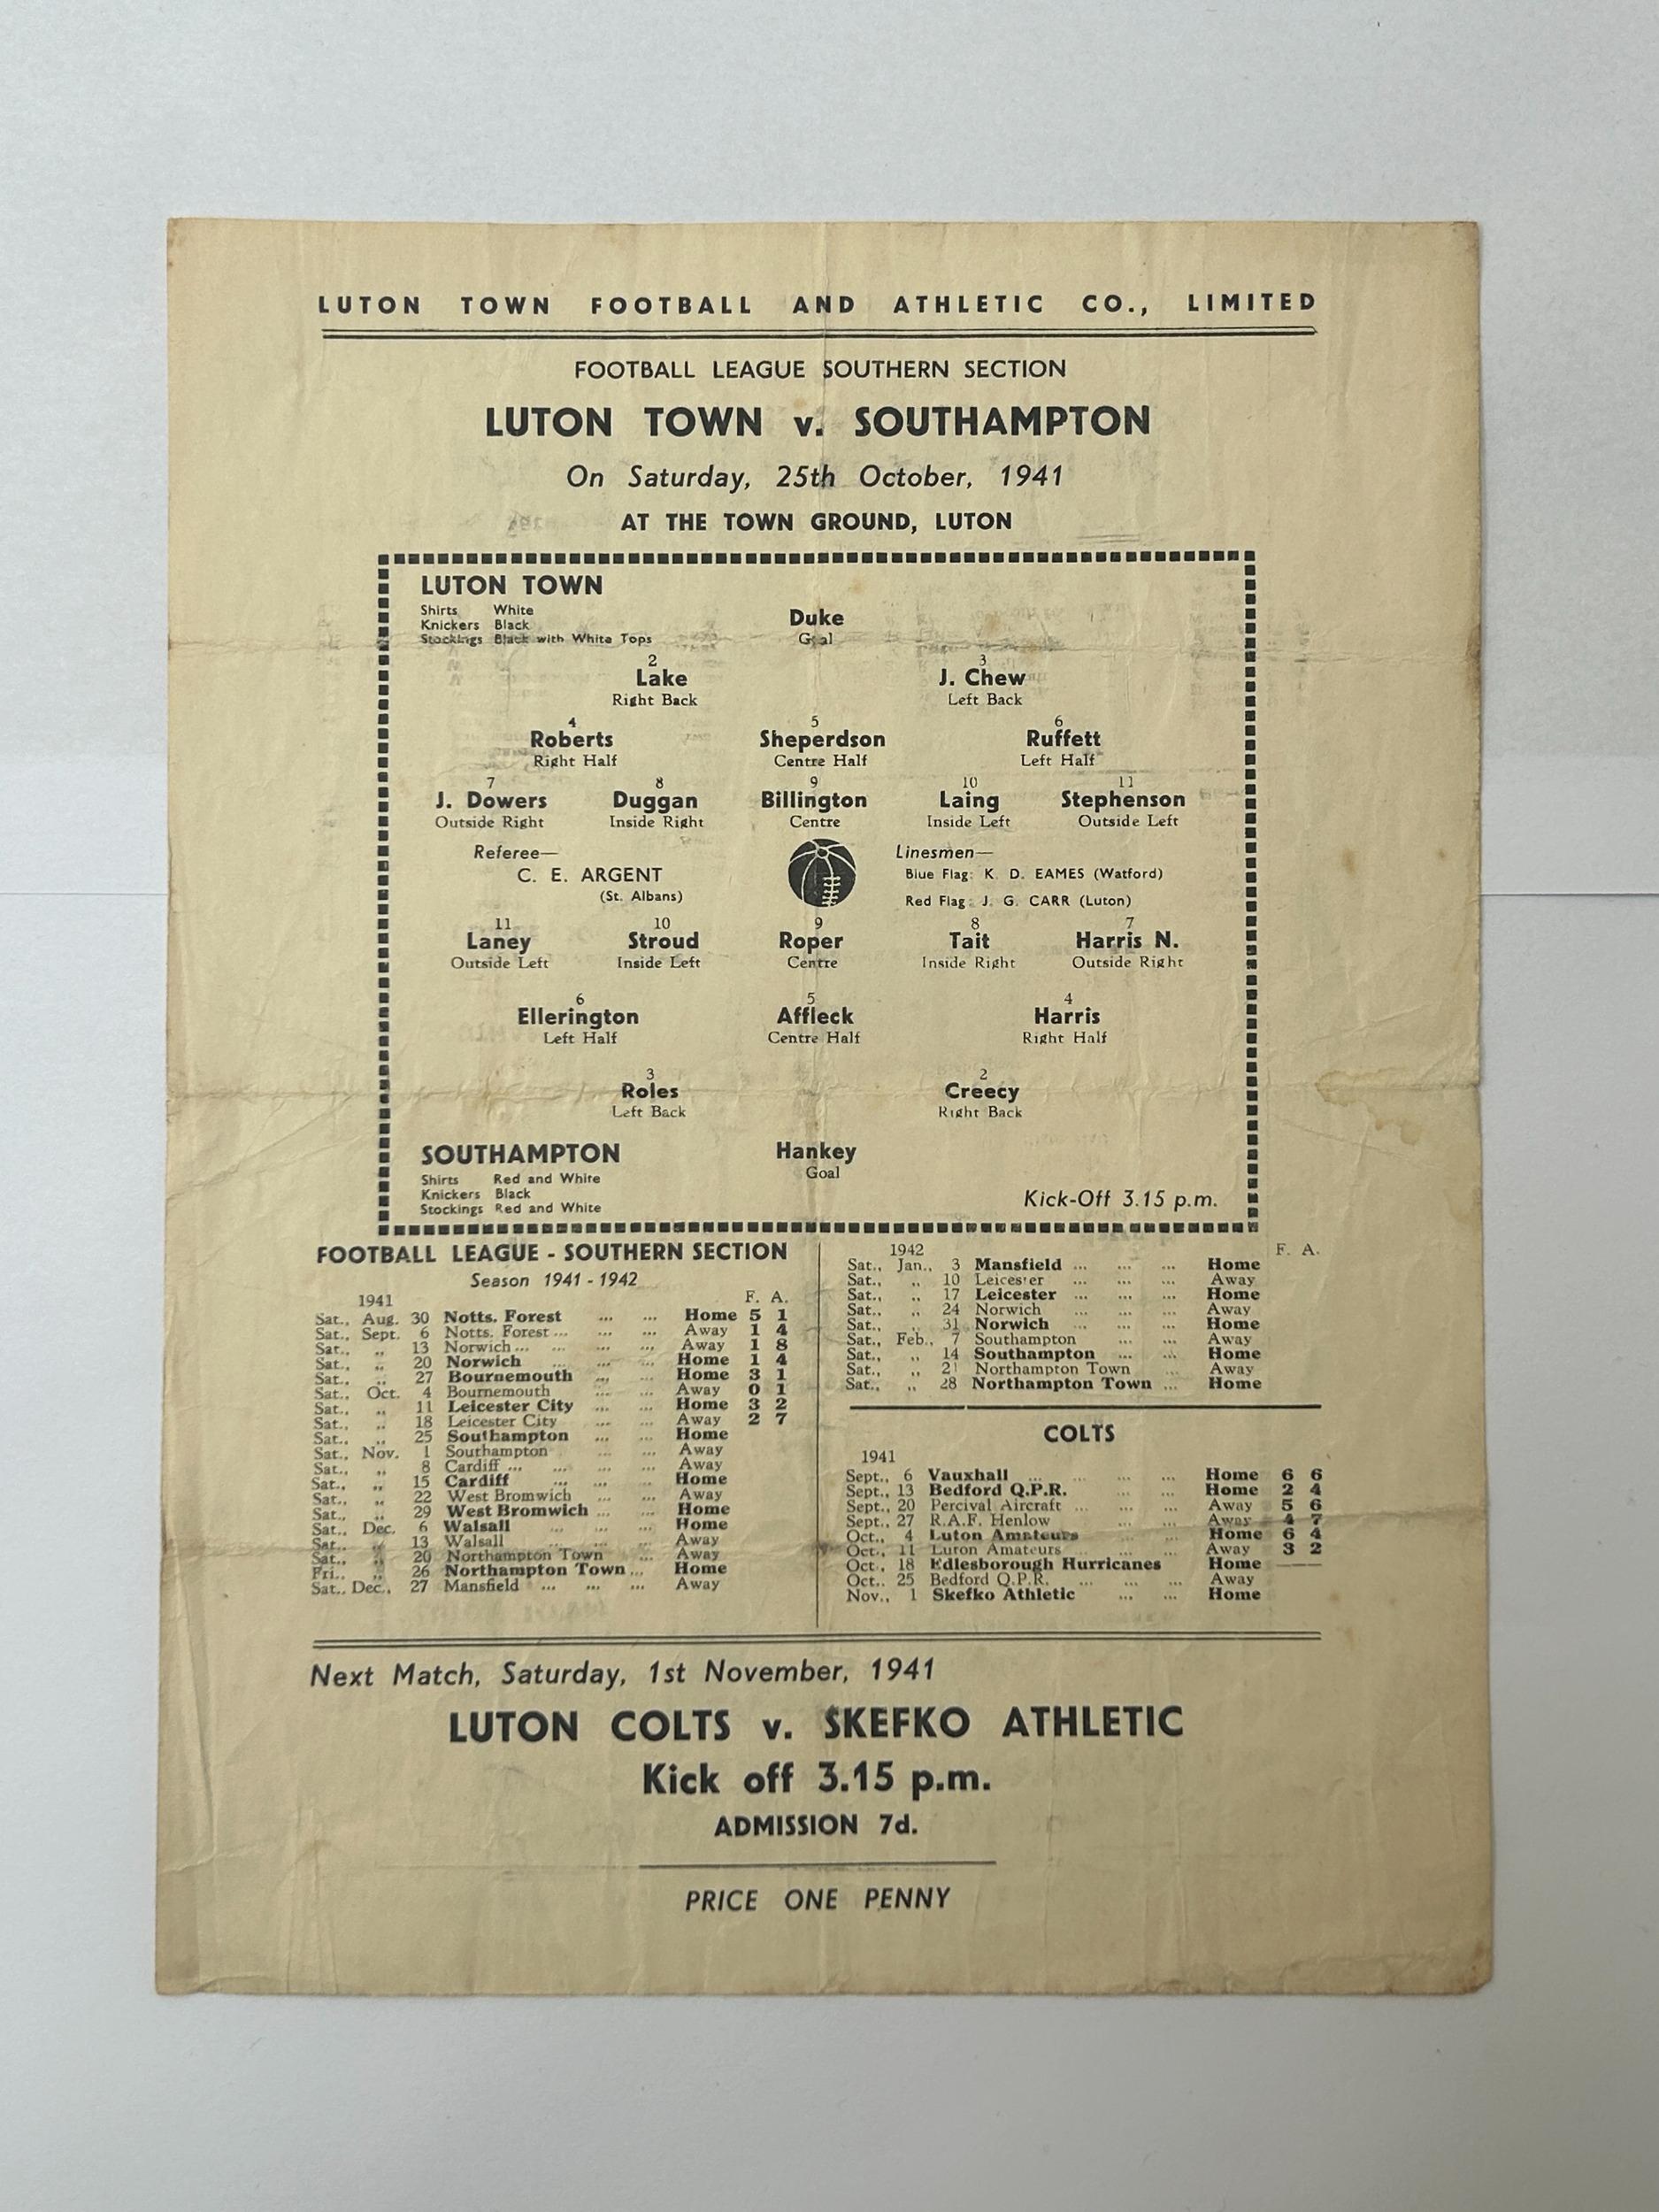 LUTON TOWN FOOTBALL AND ATHLETIC CO., LIMITED
FOOTBALL LEAGUE SOUTHERN SECTION
LUTON TOWN v. SOUTHAMPTON
On Saturday, 25th October, 1941
AT THE TOWN GROUND, LUTON
LUTON TOWN
Shirts White
Knickers Black
Stockings Black with White Tops
Duke
Goal
2 3
Lake J. Chew
Right Back Left Back
4 5 6
Roberts Sheperdson Ruffett
Right Half Centre Half Left Half
7 8 9 10 11
J. Dowers Duggan Billington Laing Stephenson
Outside Right Inside Right Centre Inside Left Outside Left
Referee—
C. E. ARGENT
(St. Albans)
Linesmen—
Blue Flag: K. D. EAMES (Watford)
Red Flag: J. G. CARR (Luton)
11 10 9 8 7
Laney Stroud Roper Tait Harris N.
Outside Left Inside Left Centre Inside Right Outside Right
6 5 4
Ellerington Affleck Harris
Left Half Centre Half Right Half
3 2
Roles Creecy
Left Back Right Back
Hankey
Goal
SOUTHAMPTON
Shirts Red and White
Knickers Black
Stockings Red and White
Kick-Off 3.15 p.m.
FOOTBALL LEAGUE - SOUTHERN SECTION
Season 1941 - 1942
1941 F. A.
Sat., Aug. 30 Notts. Forest ... ... Home 5 1
Sat., Sept. 6 Notts. Forest ... ... ... Away 1 4
Sat., ,, 13 Norwich ... ... ... ... Away 1 8
Sat., ,, 20 Norwich ... ... ... Home 1 4
Sat., ,, 27 Bournemouth ... ... Home 3 1
Sat., Oct. 4 Bournemouth ... ... Away 0 1
Sat., ,, 11 Leicester City ... ... Home 3 2
Sat., ,, 18 Leicester City ... ... Away 2 7
Sat., ,, 25 Southampton ... ... Home
Sat., Nov. 1 Southampton ... ... Away
Sat., ,, 8 Cardiff ... ... ... ... Away
Sat., ,, 15 Cardiff ... ... ... Home
Sat., ,, 22 West Bromwich ... ... Away
Sat., ,, 29 West Bromwich ... ... Home
Sat., Dec. 6 Walsall ... ... ... Home
Sat., ,, 13 Walsall ... ... ... Away
Sat., ,, 20 Northampton Town ... Away
Fri., ,, 26 Northampton Town ... Home
Sat., Dec., 27 Mansfield ... ... ... Away
1942 F. A.
Sat., Jan., 3 Mansfield ... ... ... Home
Sat., ,, 10 Leicester ... ... ... Away
Sat., ,, 17 Leicester ... ... ... Home
Sat., ,, 24 Norwich ... ... ... Away
Sat., ,, 31 Norwich ... ... ... Home
Sat., Feb., 7 Southampton ... ... Away
Sat., ,, 14 Southampton ... ... Home
Sat., ,, 21 Northampton Town ... Away
Sat., ,, 28 Northampton Town ... Home
COLTS
1941
Sept., 6 Vauxhall ... ... ... ... Home 6 6
Sept., 13 Bedford Q.P.R. ... ... Home 2 4
Sept., 20 Percival Aircraft ... ... ... Away 5 6
Sept., 27 R.A.F. Henlow ... ... Away 4 7
Oct., 4 Luton Amateurs ... ... Home 6 4
Oct., 11 Luron Amateurs ... ... ... Away 3 2
Oct., 18 Edlesborough Hurricanes Home ——
Oct., 25 Bedford Q.P.R. ... ... ... Away
Nov., 1 Skefko Athletic ... ... Home
Next Match, Saturday, 1st November, 1941
LUTON COLTS v. SKEFKO ATHLETIC
Kick off 3.15 p.m.
ADMISSION 7d.
PRICE ONE PENNY